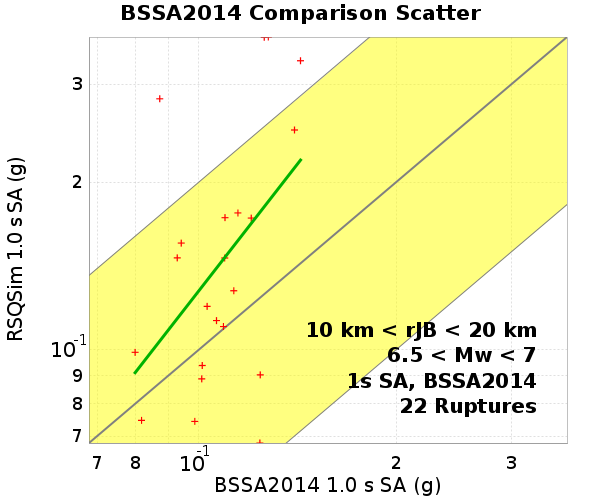 BSSA2014 Comparison Scatter
RSQSim 1.0 s SA (g)
3
2
10-1
9
8
7
10 km < rJB < 20 km
6.5 < Mw < 7
1s SA, BSSA2014
22 Ruptures
7 8 10-1 2 3
BSSA2014 1.0 s SA (g)